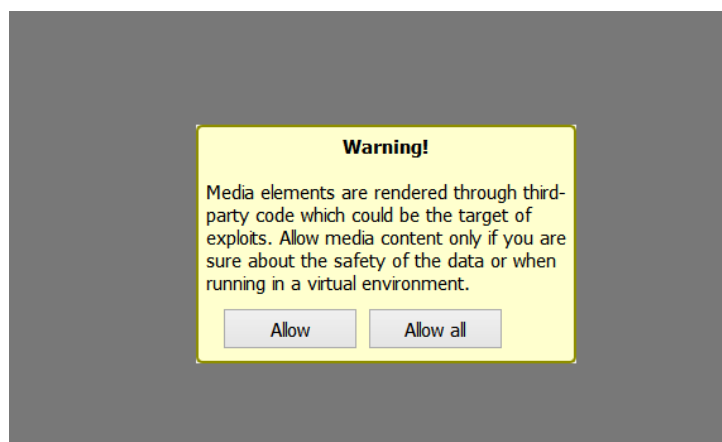 Warning!
Media elements are rendered through third-
party code which could be the target of
exploits. Allow media content only if you are
sure about the safety of the data or when
running in a virtual environment.
Allow Allow all